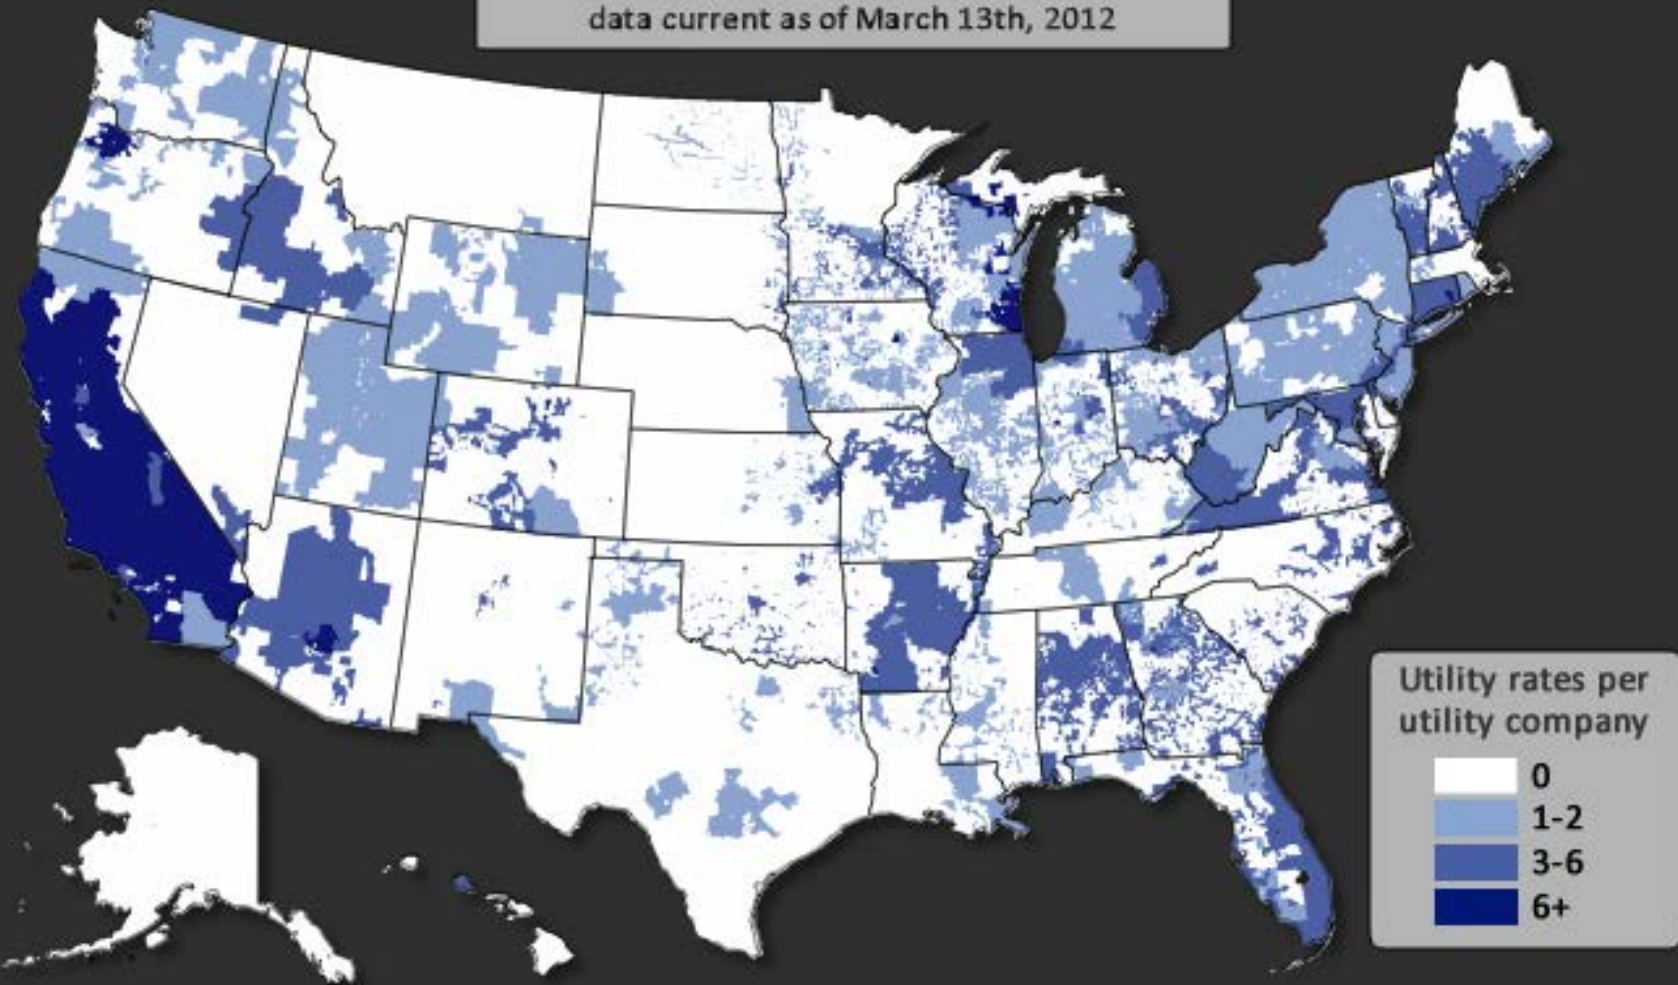 data current as of March 13th, 2012
Utility rates per
utility company
0
1-2
3-6
6+